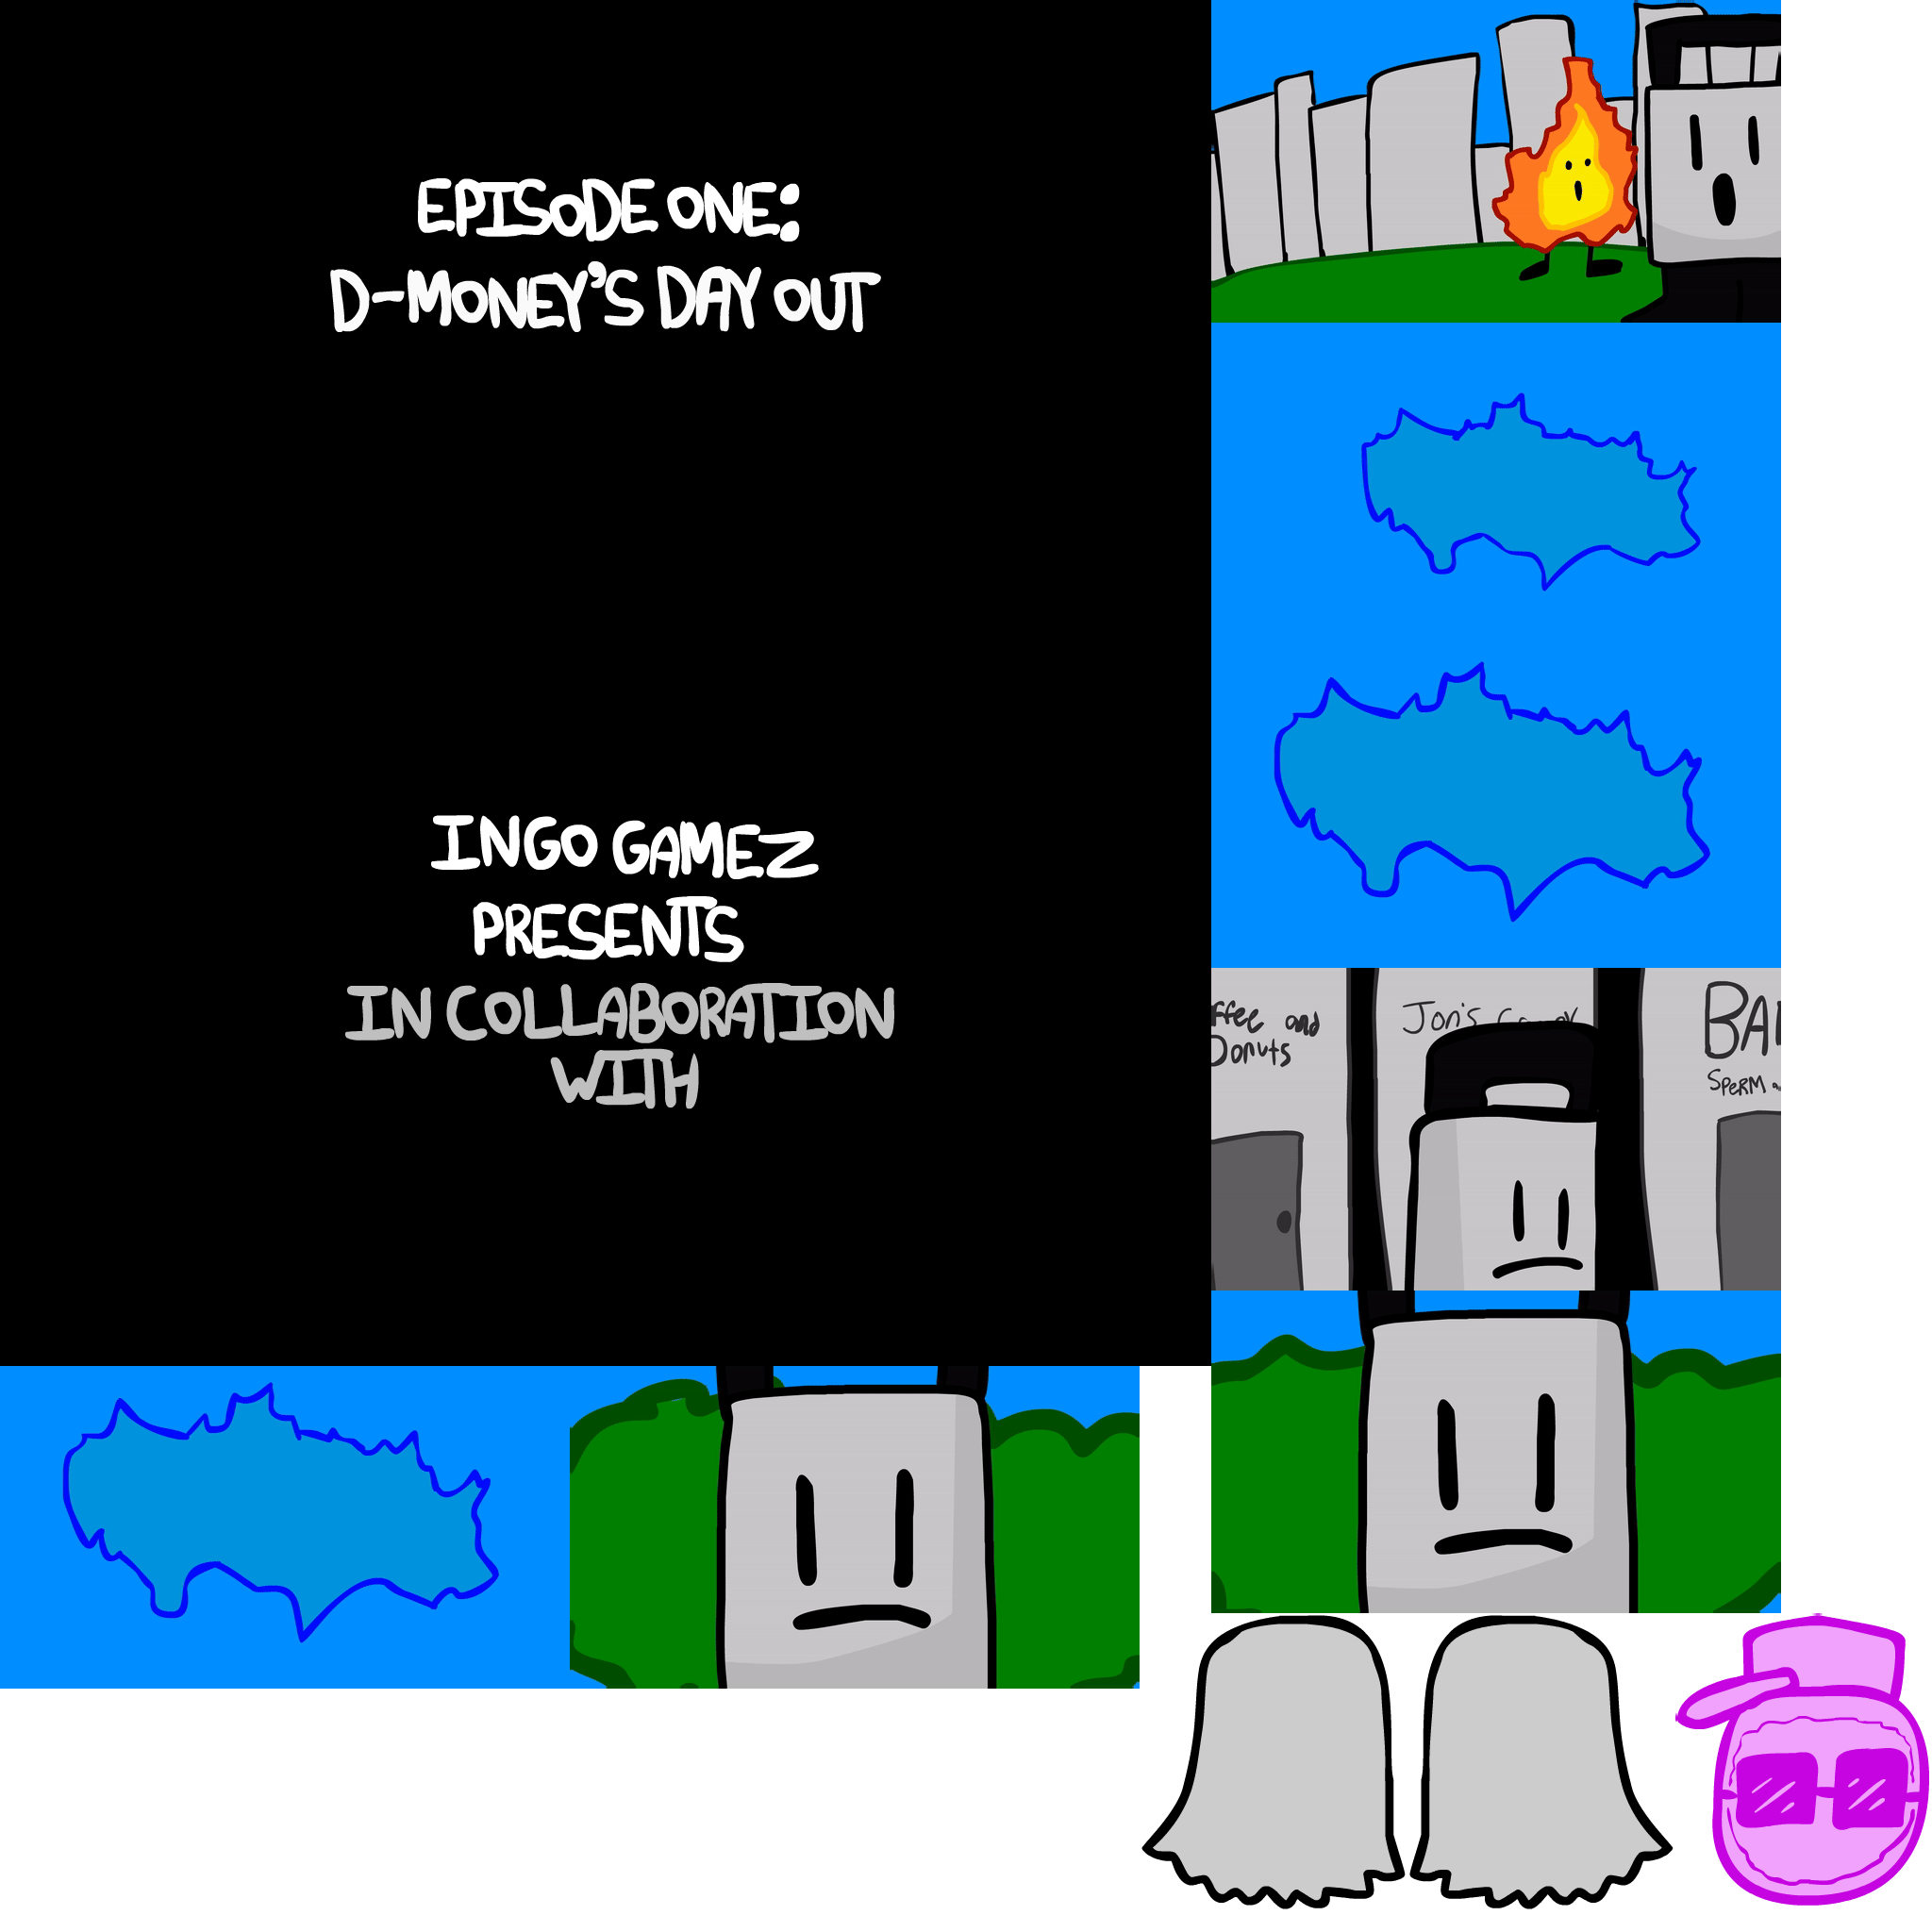 EPISODE ONE:
D-MONEY'S DAY OUT
INGO GAMEZ
PRESENTS
IN COLLABORATION
WITH
ffee and
Donuts
Jon's
BA
SPERM